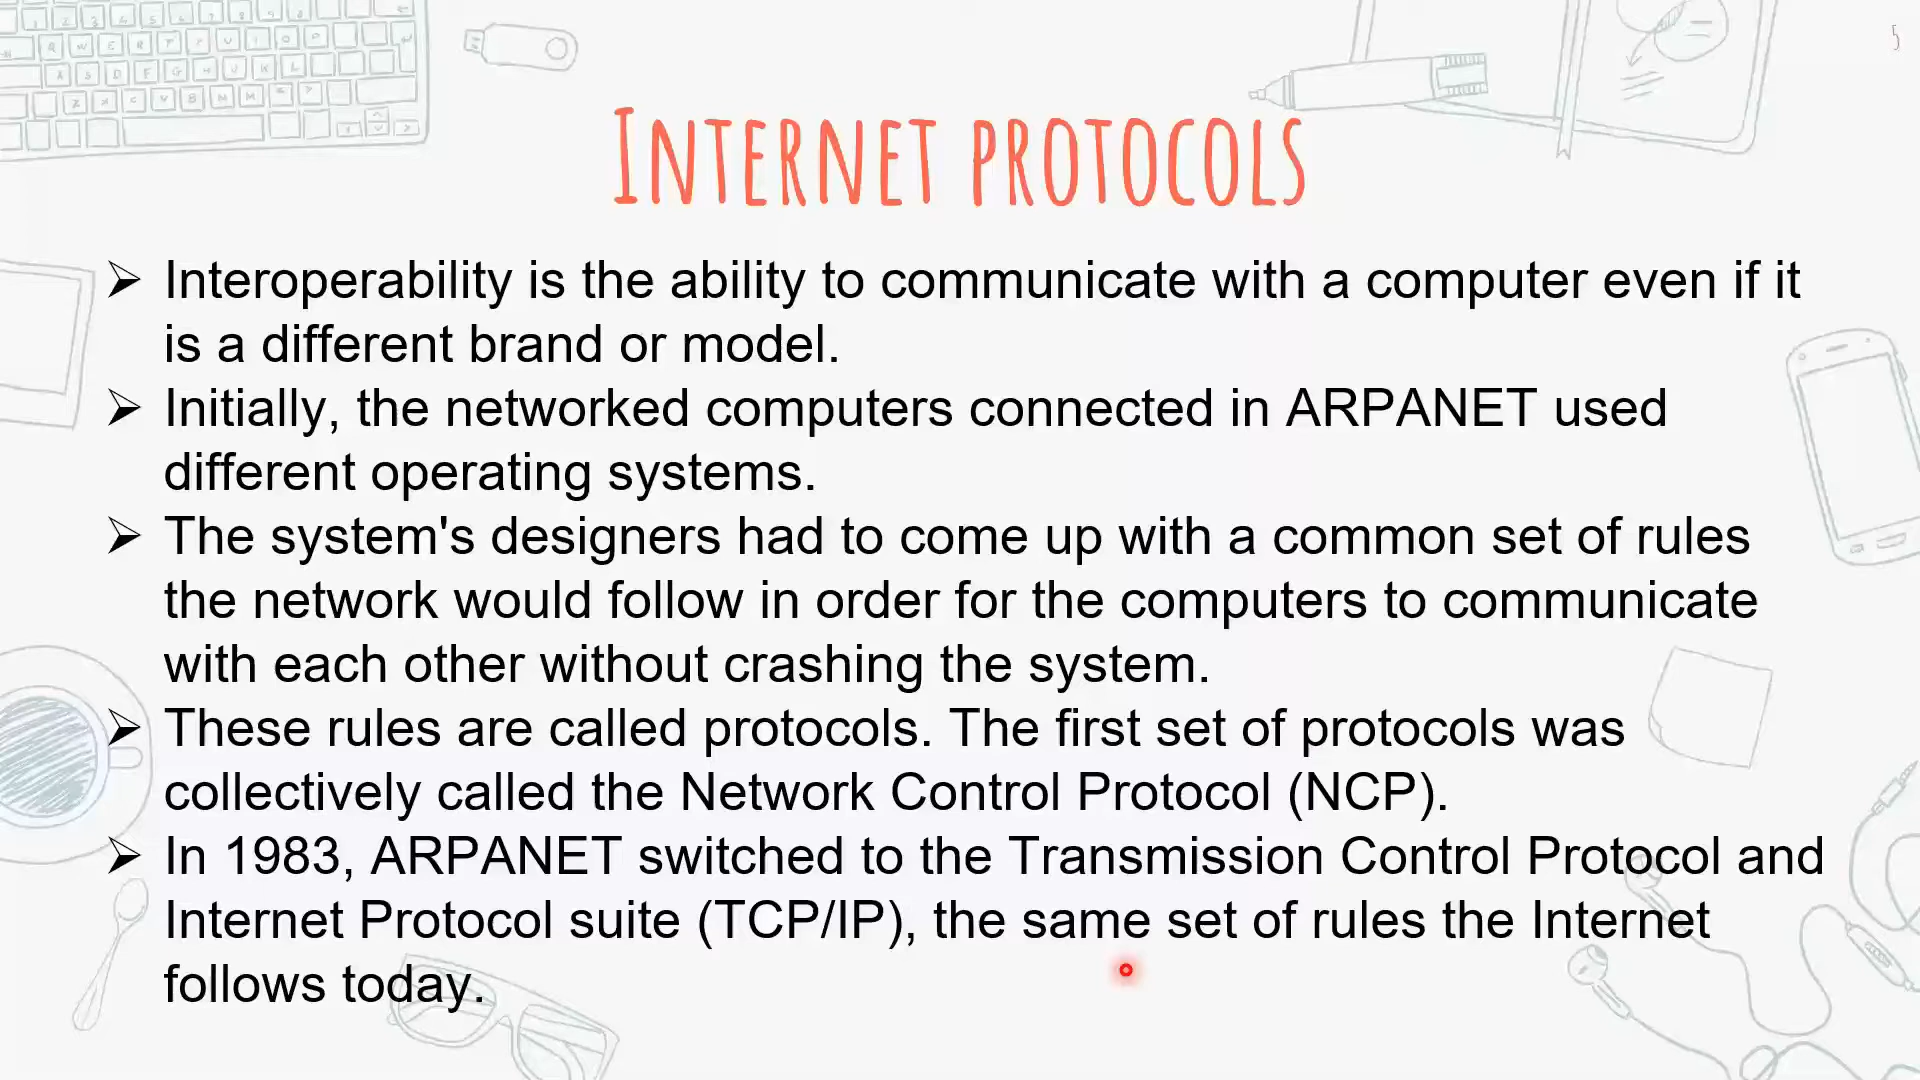 5
Internet protocols
➢ Interoperability is the ability to communicate with a computer even if it
is a different brand or model.
➢ Initially, the networked computers connected in ARPANET used
different operating systems.
➢ The system's designers had to come up with a common set of rules
the network would follow in order for the computers to communicate
with each other without crashing the system.
➢ These rules are called protocols. The first set of protocols was
collectively called the Network Control Protocol (NCP).
➢ In 1983, ARPANET switched to the Transmission Control Protocol and
Internet Protocol suite (TCP/IP), the same set of rules the Internet
follows today.